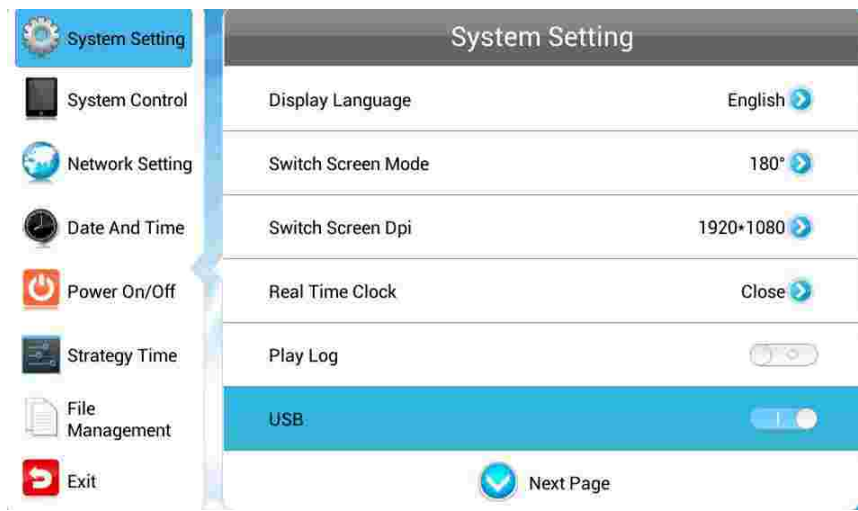 System Setting
System Control
Network Setting
Date And Time
Power On/Off
Strategy Time
File
Management
Exit
System Setting
Display Language English
Switch Screen Mode 180°
Switch Screen Dpi 1920*1080
Real Time Clock Close
Play Log
USB
Next Page